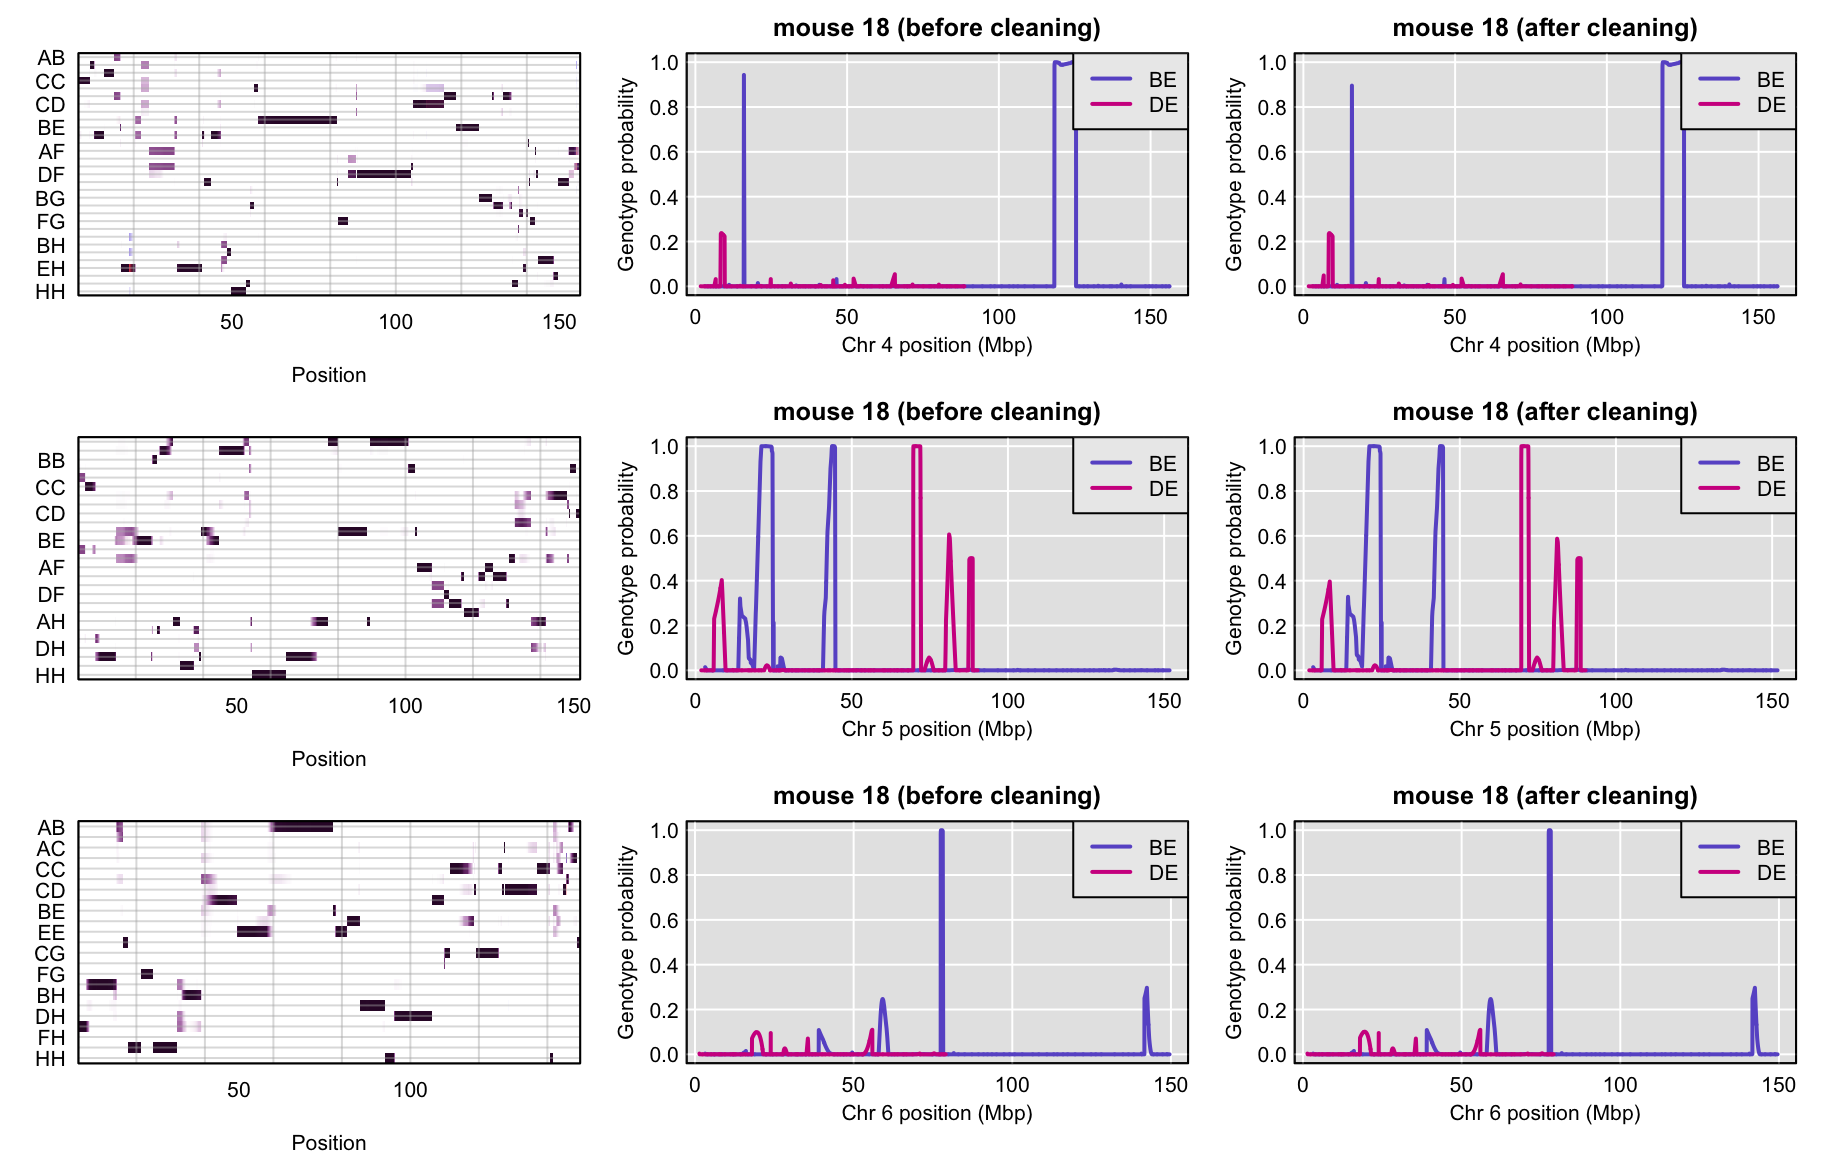 AB
CC
CD
BE
AF
DF
BG
FG
BH
EH
HH
50 100 150
Position
mouse 18 (before cleaning)
Genotype probability
1.0
0.8
0.6
0.4
0.2
0.0
BE
DE
0 50 100 150
Chr 4 position (Mbp)
mouse 18 (after cleaning)
Genotype probability
1.0
0.8
0.6
0.4
0.2
0.0
BE
DE
0 50 100 150
Chr 4 position (Mbp)
BB
CC
CD
BE
AF
DF
AH
DH
HH
50 100 150
Position
mouse 18 (before cleaning)
Genotype probability
1.0
0.8
0.6
0.4
0.2
0.0
BE
DE
0 50 100 150
Chr 5 position (Mbp)
mouse 18 (after cleaning)
Genotype probability
1.0
0.8
0.6
0.4
0.2
0.0
BE
DE
0 50 100 150
Chr 5 position (Mbp)
AB
AC
CC
CD
BE
EE
CG
FG
BH
DH
FH
HH
50 100
Position
mouse 18 (before cleaning)
Genotype probability
1.0
0.8
0.6
0.4
0.2
0.0
BE
DE
0 50 100 150
Chr 6 position (Mbp)
mouse 18 (after cleaning)
Genotype probability
1.0
0.8
0.6
0.4
0.2
0.0
BE
DE
0 50 100 150
Chr 6 position (Mbp)